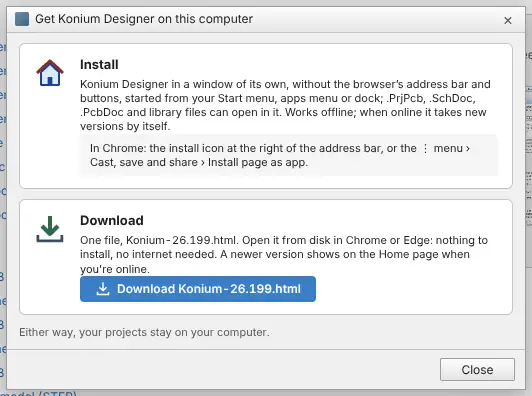 Get Konium Designer on this computer
Install
Konium Designer in a window of its own, without the browser’s address bar and
buttons, started from your Start menu, apps menu or dock; .PrjPcb, .SchDoc,
.PcbDoc and library files can open in it. Works offline; when online it takes new
versions by itself.
In Chrome: the install icon at the right of the address bar, or the ⋮ menu ›
Cast, save and share › Install page as app.
Download
One file, Konium-26.199.html. Open it from disk in Chrome or Edge: nothing to
install, no internet needed. A newer version shows on the Home page when
you're online.
Download Konium-26.199.html
Either way, your projects stay on your computer.
Close
model (STEP)